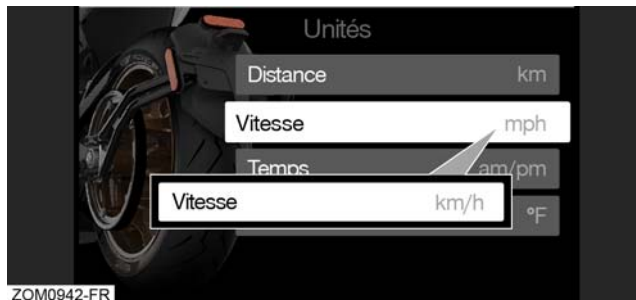 Unités
Distance km
Vitesse mph
Temps am/pm
Vitesse km/h
°F
ZOM0942-FR